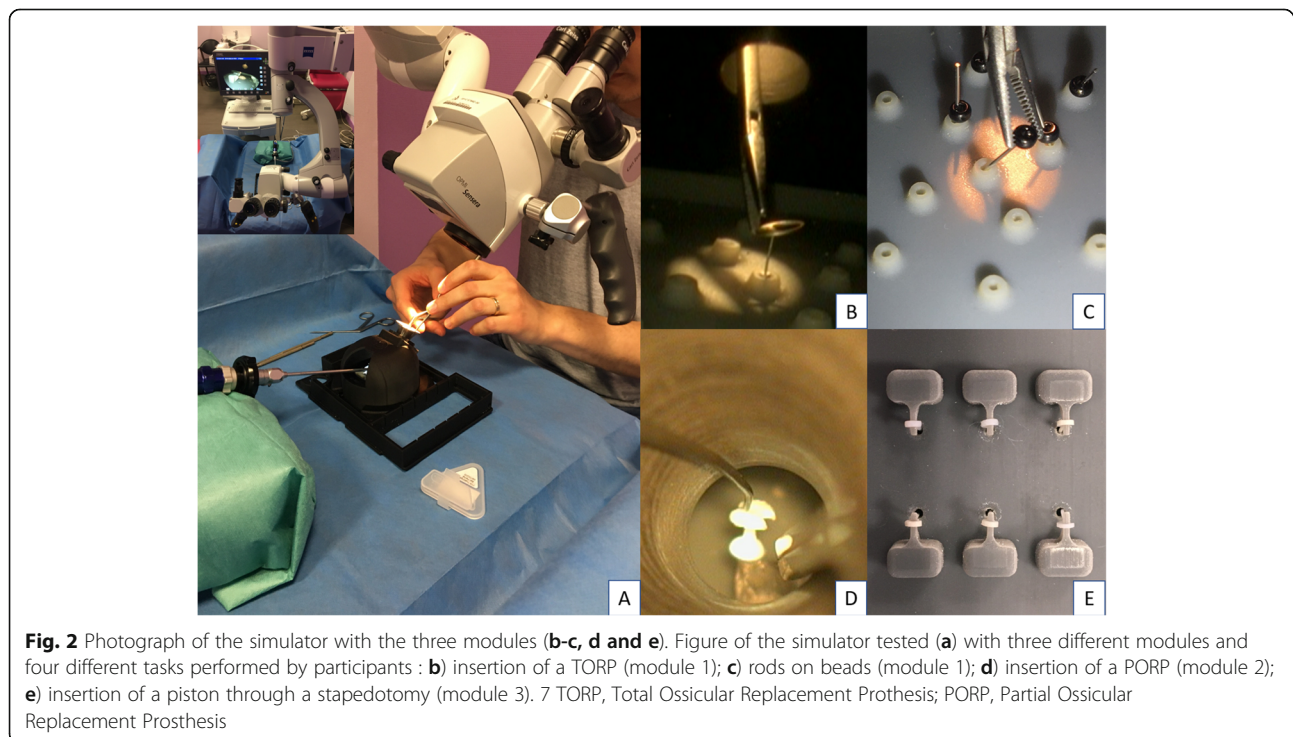 Carl Zeiss
OPMI
Sensera
A
B
C
D
E
Fig. 2 Photograph of the simulator with the three modules (b-c, d and e). Figure of the simulator tested (a) with three different modules and
four different tasks performed by participants : b) insertion of a TORP (module 1); c) rods on beads (module 1); d) insertion of a PORP (module 2);
e) insertion of a piston through a stapedotomy (module 3). 7 TORP, Total Ossicular Replacement Prothesis; PORP, Partial Ossicular
Replacement Prosthesis